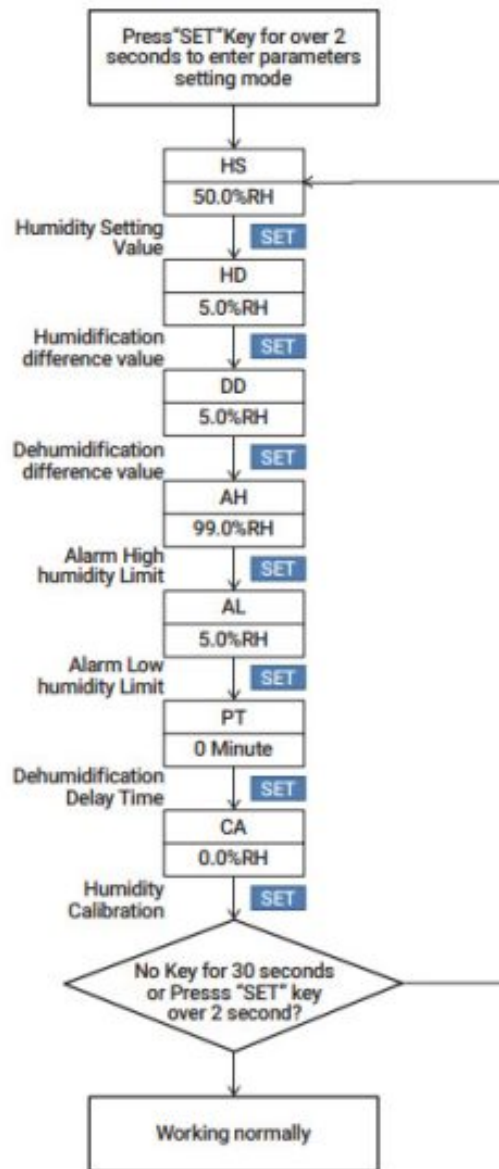 Press"SET"Key for over 2
seconds to enter parameters
setting mode
HS
50.0%RH
Humidity Setting
Value
SET
HD
5.0%RH
Humidification
difference value
SET
DD
5.0%RH
Dehumidification
difference value
SET
AH
99.0%RH
Alarm High
humidity Limit
SET
AL
5.0%RH
Alarm Low
humidity Limit
SET
PT
0 Minute
Dehumidification
Delay Time
SET
CA
0.0%RH
Humidity
Calibration
SET
No Key for 30 seconds
or Presss "SET" key
over 2 second?
Working normally